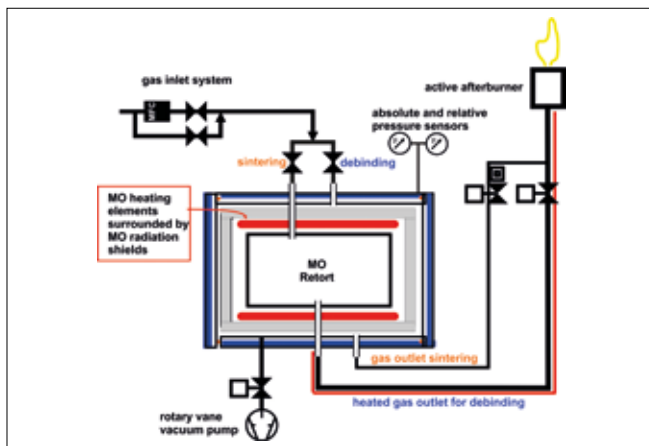 gas inlet system
MFC
active afterburner
absolute and relative
pressure sensors
sintering
debinding
MO heating
elements
surrounded by
MO radiation
shields
MO
Retort
gas outlet sintering
heated gas outlet for debinding
rotary vane
vacuum pump